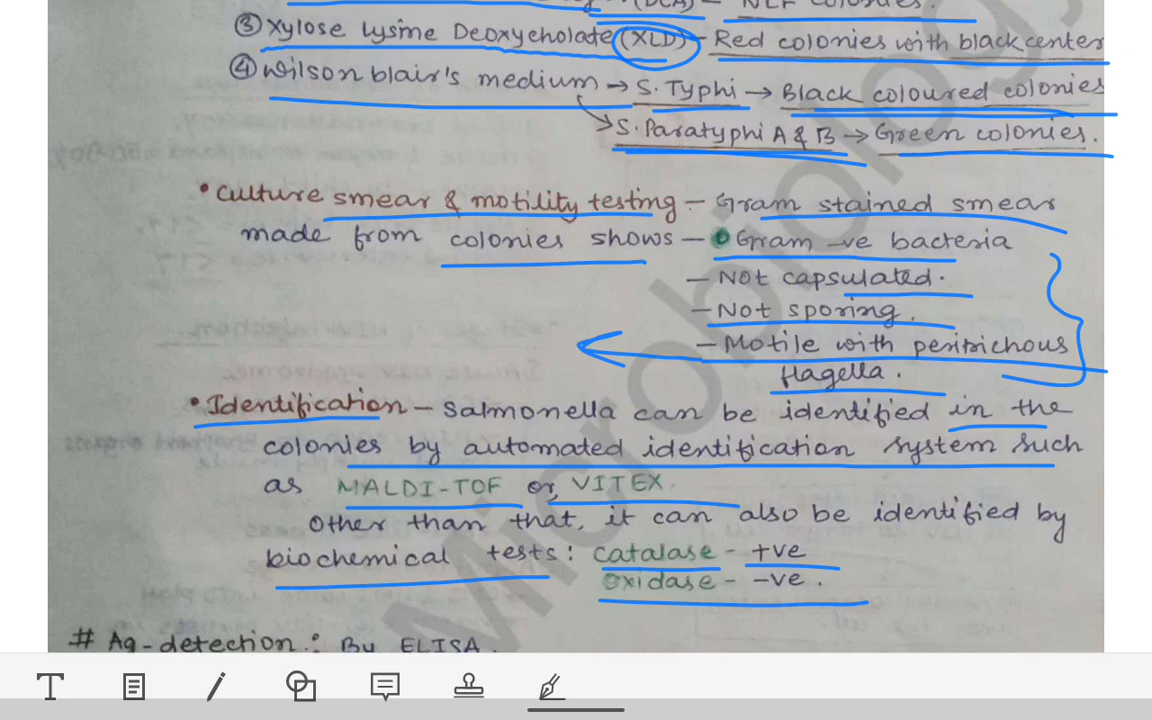 (DCA) - NLF colonies.
③ Xylose Lysine Deoxycholate (XLD) - Red colonies with black center
④ Wilson blair's medium → S. Typhi → Black coloured colonies
→ S. Paratyphi A & B → Green colonies.
• Culture smear & motility testing - Gram stained smear
made from colonies shows - Gram -ve bacteria
- Not capsulated.
- Not sporing.
- Motile with peritrichous
flagella.
• Identification - Salmonella can be identified in the
colonies by automated identification system such
as MALDI-TOF or VITEX.
Other than that, it can also be identified by
biochemical tests: Catalase - +ve
Oxidase - -ve.
# Ag-detection: By ELISA.
Microbiology